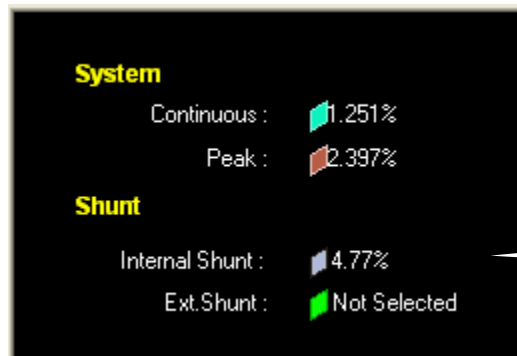 System
Continuous : 1.251%
Peak : 2.397%
Shunt
Internal Shunt : 4.77%
Ext.Shunt : Not Selected